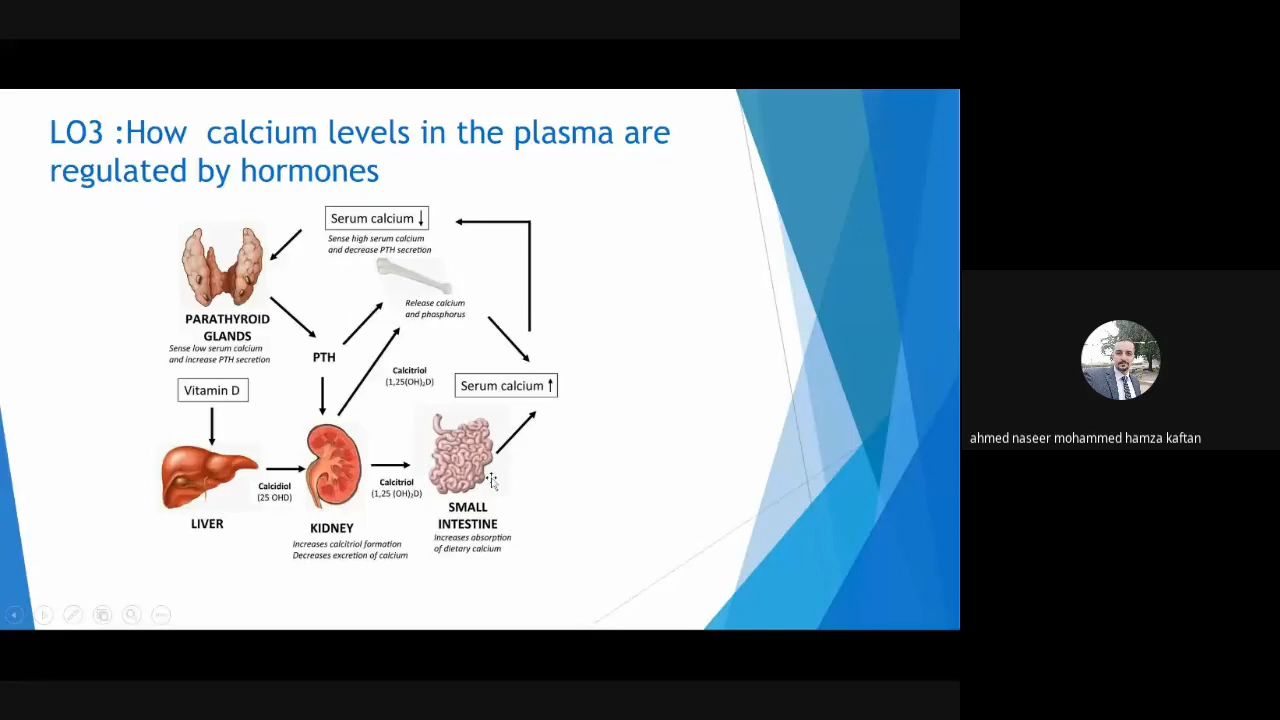 LO3 :How  calcium levels in the plasma are
regulated by hormones
Serum calcium ↓
Sense high serum calcium
and decrease PTH secretion
Release calcium
and phosphorus
PARATHYROID
GLANDS
Sense low serum calcium
and increase PTH secretion
PTH
Calcitriol
(1,25(OH)₂D)
Vitamin D
Serum calcium ↑
Calcidiol
(25 OHD)
Calcitriol
(1,25 (OH)₂D)
LIVER
KIDNEY
Increases calcitriol formation
Decreases excretion of calcium
SMALL
INTESTINE
Increases absorption
of dietary calcium
ahmed naseer mohammed hamza kaftan